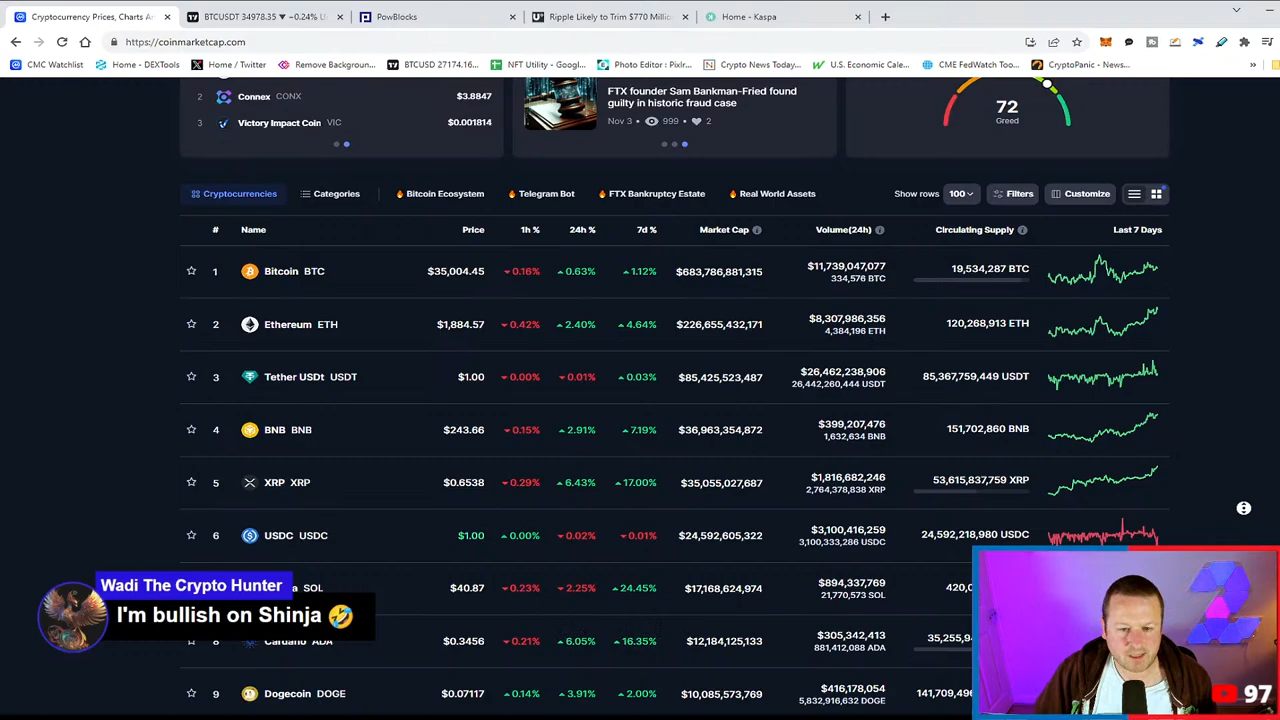 Cryptocurrency Prices, Charts A
BTCUSDT 34978.35 ▼ −0.24% U
PowBlocks
Ripple Likely to Trim $770 Millio
Home - Kaspa
https://coinmarketcap.com
CMC Watchlist
Home - DEXTools
Home / Twitter
Remove Backgroun...
BTCUSD 27174.16...
NFT Utility - Googl...
Photo Editor : Pixlr...
Crypto News Today...
U.S. Economic Cale...
CME FedWatch Too...
CryptoPanic - News...
2 Connex CONX $3.8847
3 Victory Impact Coin VIC $0.001814
FTX founder Sam Bankman-Fried found
guilty in historic fraud case
Nov 3 • 999 • 2
72
Greed
Cryptocurrencies Categories Bitcoin Ecosystem Telegram Bot FTX Bankruptcy Estate Real World Assets Show rows 100 Filters Customize
# Name Price 1h % 24h % 7d % Market Cap Volume(24h) Circulating Supply Last 7 Days
1 Bitcoin BTC $35,004.45 0.16% 0.63% 1.12% $683,786,881,315 $11,739,047,077 19,534,287 BTC
334,576 BTC
2 Ethereum ETH $1,884.57 0.42% 2.40% 4.64% $226,655,432,171 $8,307,986,356 120,268,913 ETH
4,384,196 ETH
3 Tether USDt USDT $1.00 0.00% 0.01% 0.03% $85,425,523,487 $26,462,238,906 85,367,759,449 USDT
26,442,260,444 USDT
4 BNB BNB $243.66 0.15% 2.91% 7.19% $36,963,354,872 $399,207,476 151,702,860 BNB
1,632,634 BNB
5 XRP XRP $0.6538 0.29% 6.43% 17.00% $35,055,027,687 $1,816,682,246 53,615,837,759 XRP
2,764,378,838 XRP
6 USDC USDC $1.00 0.00% 0.02% 0.01% $24,592,605,322 $3,100,416,259 24,592,218,980 USDC
3,100,333,286 USDC
SOL $40.87 0.23% 2.25% 24.45% $17,168,624,974 $894,337,769 420,0
21,770,573 SOL
Cardano ADA $0.3456 0.21% 6.05% 16.35% $12,184,125,133 $305,342,413 35,255,9
881,412,088 ADA
9 Dogecoin DOGE $0.07117 0.14% 3.91% 2.00% $10,085,573,769 $416,178,054 141,709,496
5,832,916,632 DOGE
Wadi The Crypto Hunter
I'm bullish on Shinja 🤣
97